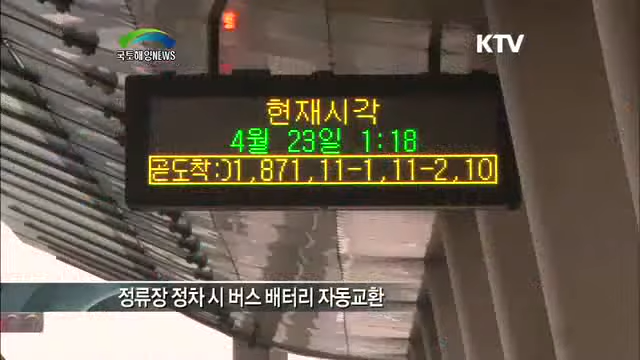 국토해양NEWS
KTV
현재시각
4월 23일 1:18
곧도착:)1,871,11-1,11-2,10
정류장 정차 시 버스 배터리 자동교환